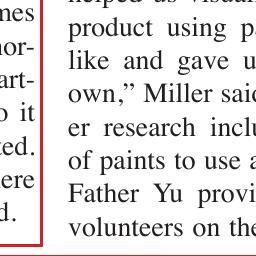 mes
nor-
art-
o it
ted.
ere
d.
helped us visual
product using pa
like and gave u
own,” Miller said
er research inclu
of paints to use a
Father Yu provi
volunteers on the